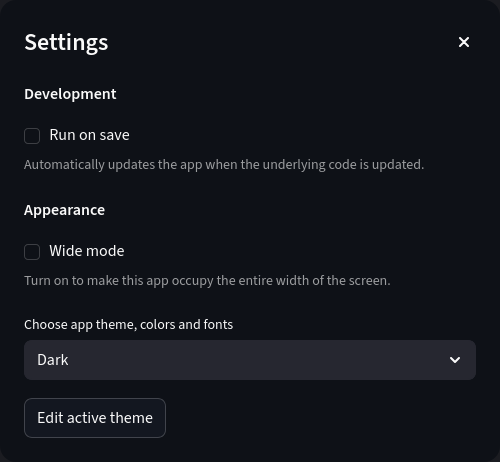 Settings
Development
Run on save
Automatically updates the app when the underlying code is updated.
Appearance
Wide mode
Turn on to make this app occupy the entire width of the screen.
Choose app theme, colors and fonts
Dark
Edit active theme